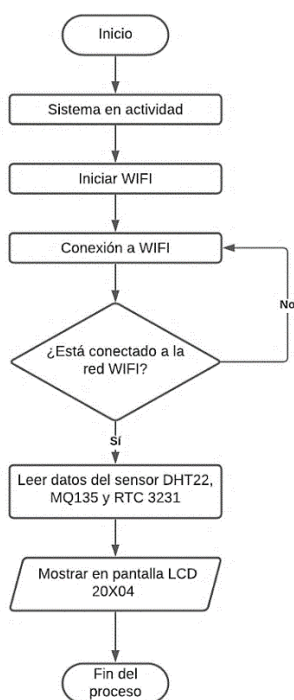 Inicio
Sistema en actividad
Iniciar WIFI
Conexión a WIFI
No
¿Está conectado a la
red WIFI?
Sí
Leer datos del sensor DHT22,
MQ135 y RTC 3231
Mostrar en pantalla LCD
20X04
Fin del
proceso